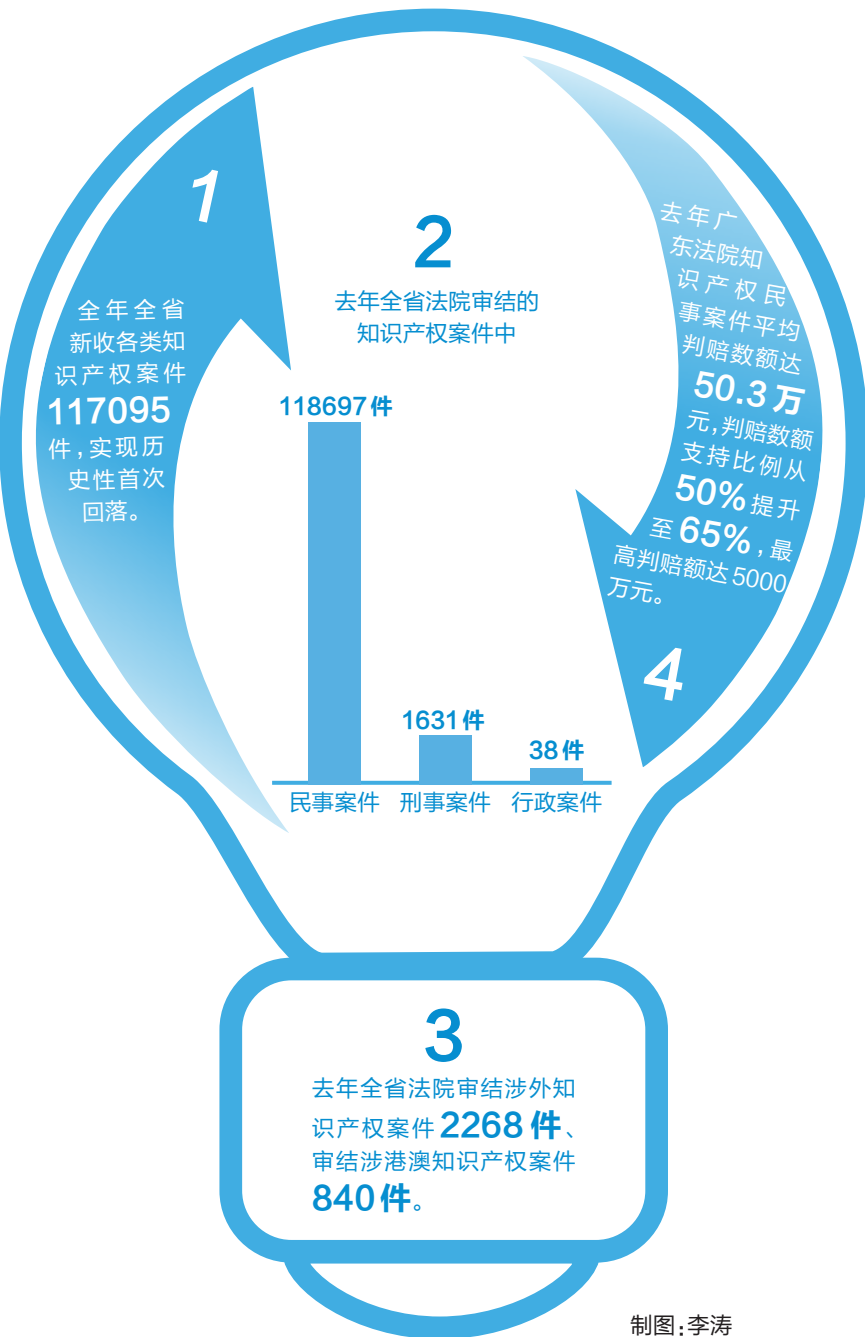 1
全年全省
新收各类知
识产权案件
117095
件，实现历
史性首次
回落。
2
去年全省法院审结的
知识产权案件中
118697件
1631件
38件
民事案件 刑事案件 行政案件
3
去年全省法院审结涉外知
识产权案件2268件、
审结涉港澳知识产权案件
840件。
去年广
东法院知
识产权民
事案件平均
判赔数额达
50.3万
元，判赔数额
支持比例从
50%提升
至65%，最
高判赔额达5000
万元。
4
制图：李涛